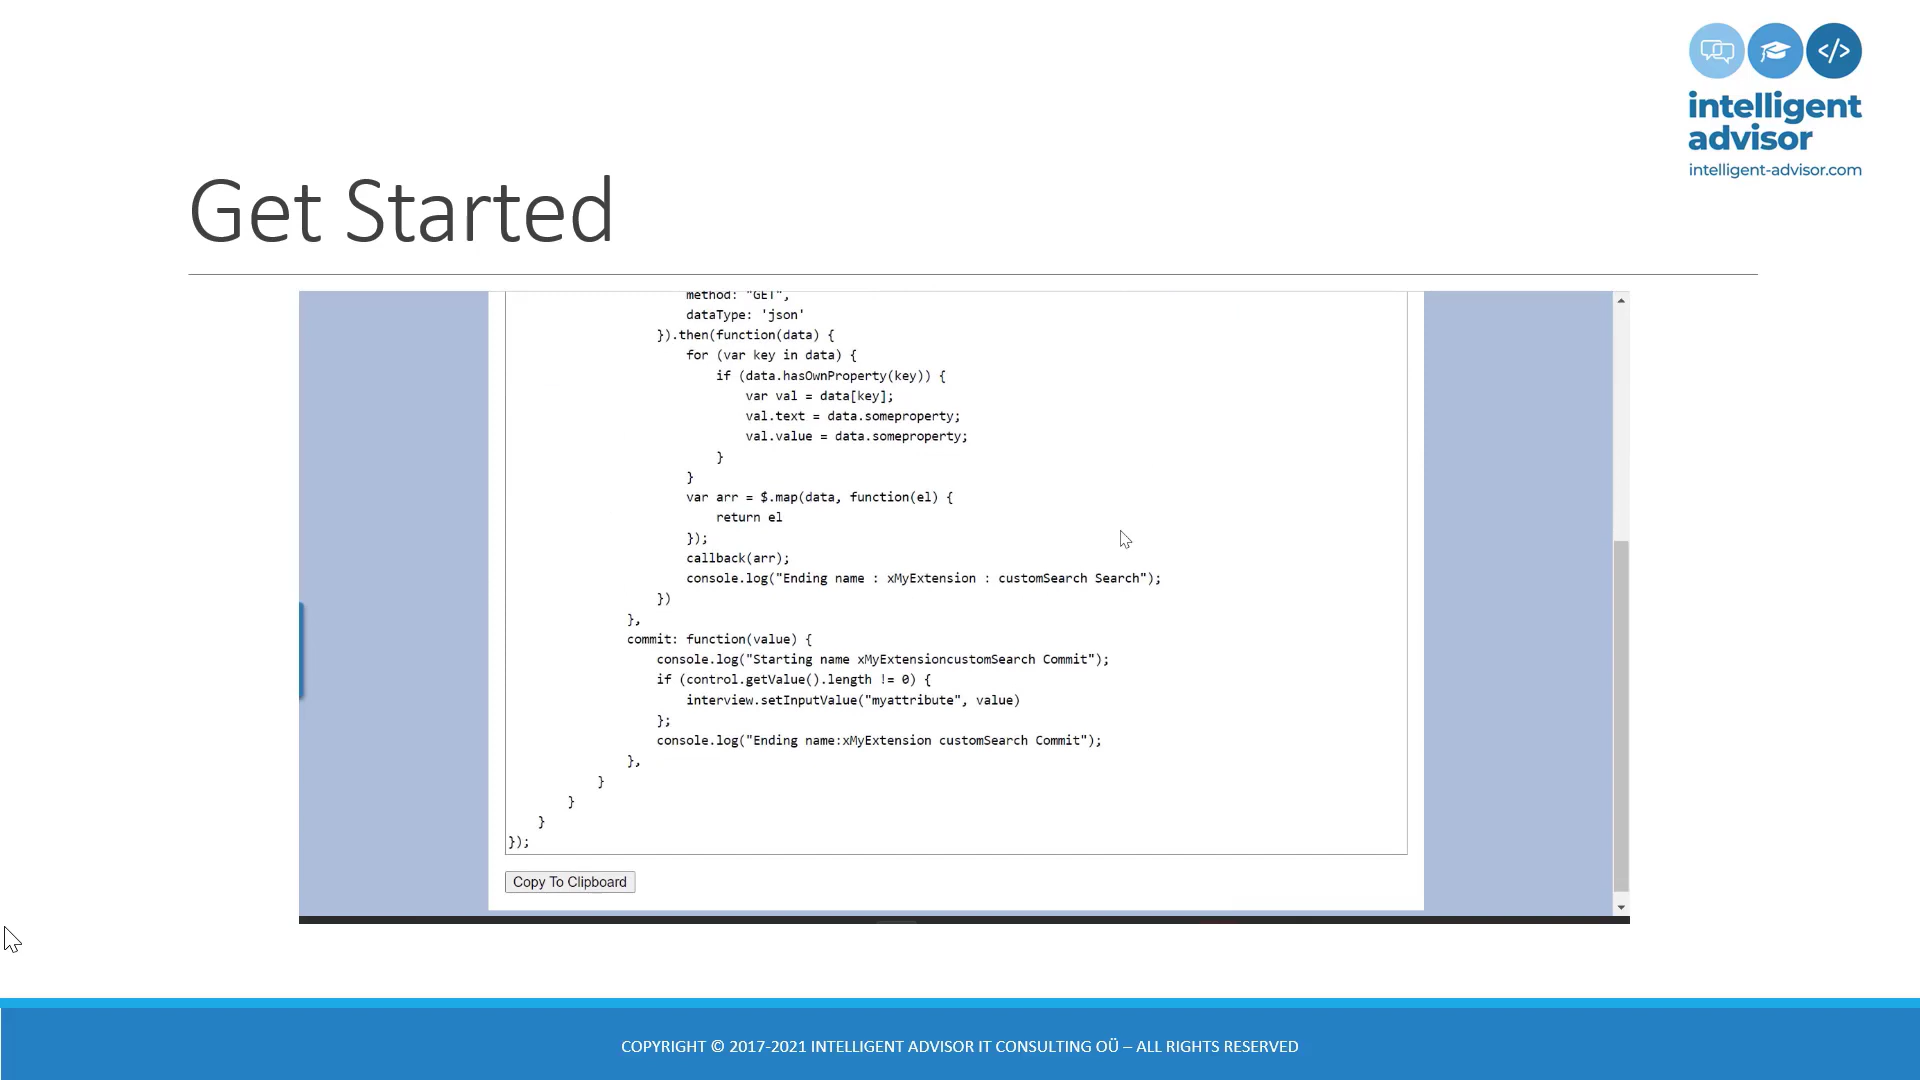 intelligent
advisor
intelligent-advisor.com
Get Started
method: "GET",
dataType: 'json'
}).then(function(data) {
for (var key in data) {
if (data.hasOwnProperty(key)) {
var val = data[key];
val.text = data.someproperty;
val.value = data.someproperty;
}
}
var arr = $.map(data, function(el) {
return el
});
callback(arr);
console.log("Ending name : xMyExtension : customSearch Search");
})
},
commit: function(value) {
console.log("Starting name xMyExtensioncustomSearch Commit");
if (control.getValue().length != 0) {
interview.setInputValue("myattribute", value)
};
console.log("Ending name:xMyExtension customSearch Commit");
},
}
}
}
});
Copy To Clipboard
COPYRIGHT © 2017-2021 INTELLIGENT ADVISOR IT CONSULTING OÜ – ALL RIGHTS RESERVED